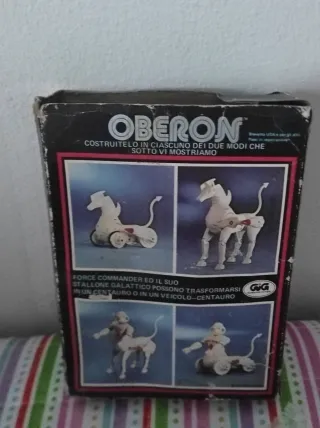 OBERON
COSTRUITELO IN CIASCUNO DEI DUE MODI CHE
SOTTO VI MOSTRIAMO
FORCE COMMANDER ED IL SUO
STALLONE GALATTICO POSSONO TRASFORMARSI
IN UN CENTAURO O IN UN VEICOLO-CENTAURO
GiG